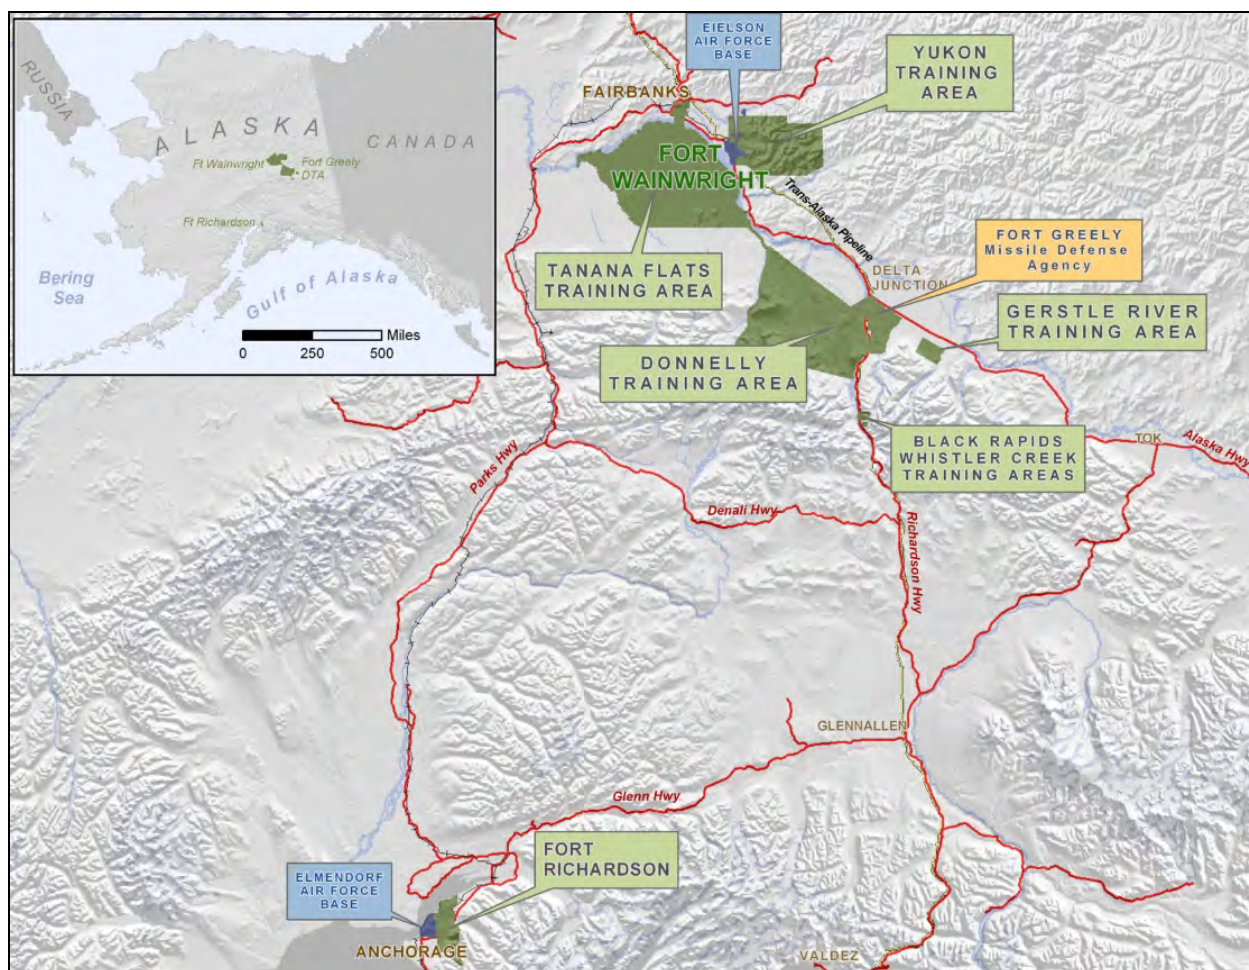 RUSSIA
ALASKA
CANADA
Ft Wainwright
Fort Greely
DTA
Ft Richardson
Bering
Sea
Gulf of Alaska
Miles
0 250 500
EIELSON
AIR FORCE
BASE
YUKON
TRAINING
AREA
FAIRBANKS
FORT
WAINWRIGHT
Trans-Alaska Pipeline
TANANA FLATS
TRAINING AREA
FORT GREELY
Missile Defense
Agency
DELTA
JUNCTION
GERSTLE RIVER
TRAINING AREA
DONNELLY
TRAINING AREA
BLACK RAPIDS
WHISTLER CREEK
TRAINING AREAS
TOK
Alaska Hwy
Parks Hwy
Denali Hwy
Richardson Hwy
GLENNALLEN
Glenn Hwy
FORT
RICHARDSON
ELMENDORF
AIR FORCE
BASE
ANCHORAGE
VALDEZ